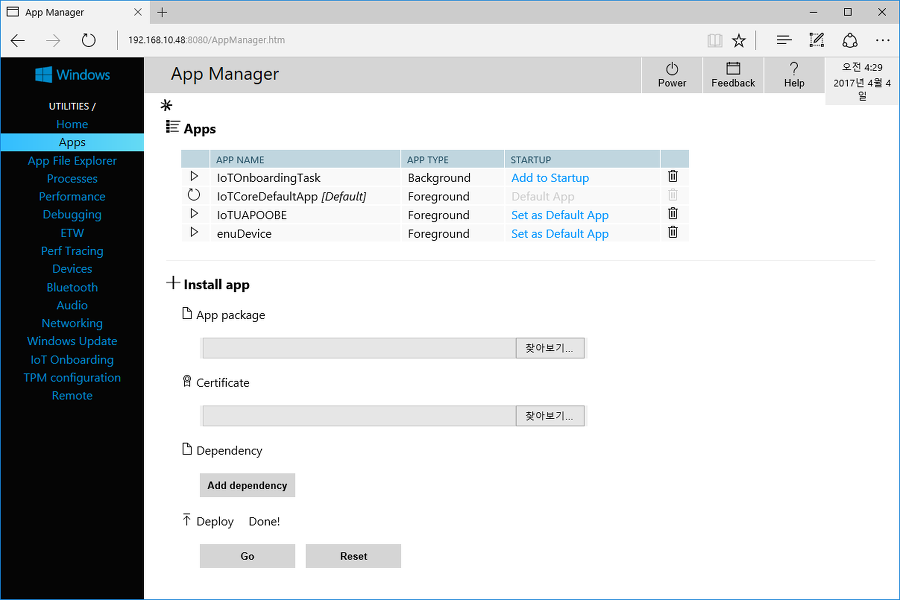 App Manager
192.168.10.48:8080/AppManager.htm
Windows
App Manager
Power
Feedback
Help
오전 4:29
2017년 4월 4
일
UTILITIES /
Home
Apps
App File Explorer
Processes
Performance
Debugging
ETW
Perf Tracing
Devices
Bluetooth
Audio
Networking
Windows Update
IoT Onboarding
TPM configuration
Remote
Apps
APP NAME APP TYPE STARTUP
IoTOnboardingTask Background Add to Startup
IoTCoreDefaultApp [Default] Foreground Default App
IoTUAPOOBE Foreground Set as Default App
enuDevice Foreground Set as Default App
Install app
App package
찾아보기...
Certificate
찾아보기...
Dependency
Add dependency
Deploy Done!
Go Reset